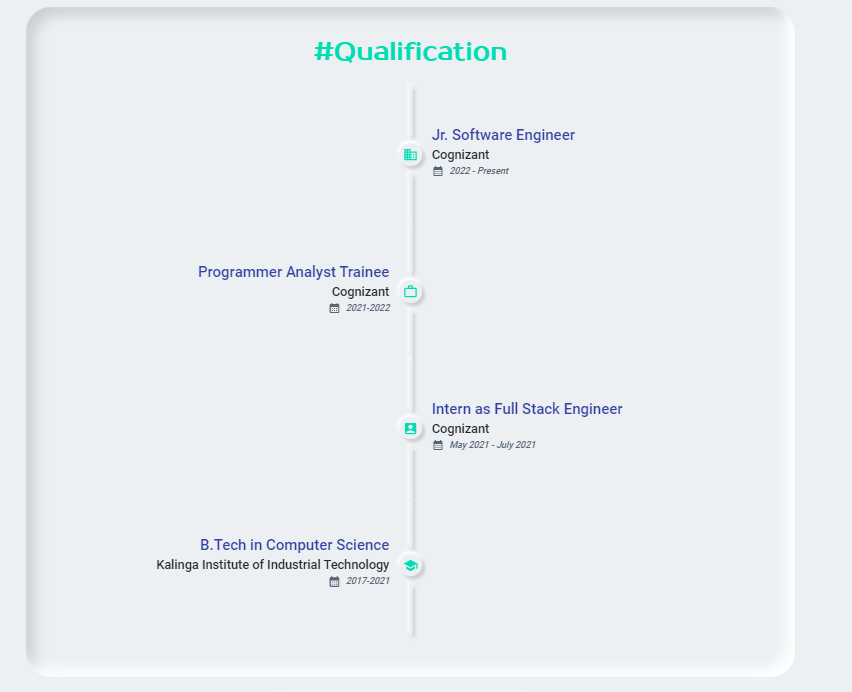 #Qualification
Jr. Software Engineer
Cognizant
2022 - Present
Programmer Analyst Trainee
Cognizant
2021-2022
Intern as Full Stack Engineer
Cognizant
May 2021 - July 2021
B.Tech in Computer Science
Kalinga Institute of Industrial Technology
2017-2021